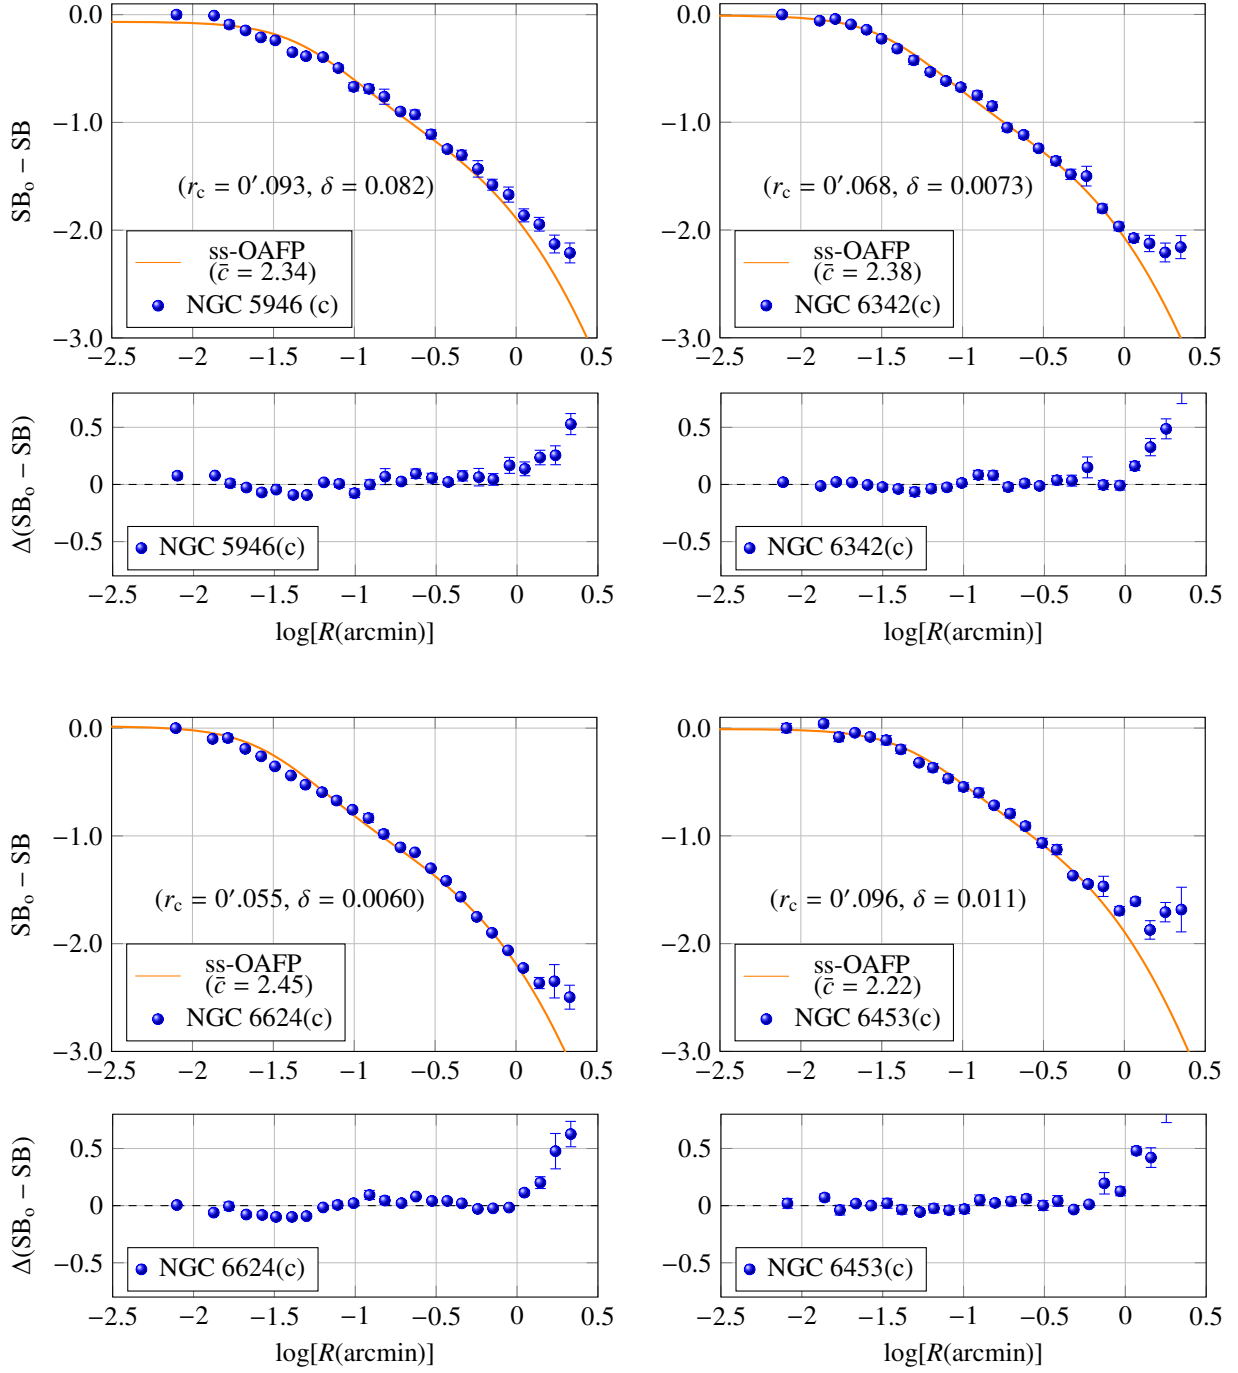 0.0
−1.0
−2.0
−3.0
SB₀ − SB
(r_c = 0′.093, δ = 0.082)
ss-OAFP
(c̄ = 2.34)
NGC 5946 (c)
−2.5 −2 −1.5 −1 −0.5 0 0.5
0.0
−1.0
−2.0
−3.0
(r_c = 0′.068, δ = 0.0073)
ss-OAFP
(c̄ = 2.38)
NGC 6342(c)
−2.5 −2 −1.5 −1 −0.5 0 0.5
0.5
0
−0.5
Δ(SBₒ − SB)
NGC 5946(c)
−2.5 −2 −1.5 −1 −0.5 0 0.5
log[R(arcmin)]
0.5
0
−0.5
NGC 6342(c)
−2.5 −2 −1.5 −1 −0.5 0 0.5
log[R(arcmin)]
0.0
−1.0
−2.0
−3.0
SBₒ − SB
(r_c = 0′.055, δ = 0.0060)
ss-OAFP
(c̄ = 2.45)
NGC 6624(c)
−2.5 −2 −1.5 −1 −0.5 0 0.5
0.0
−1.0
−2.0
−3.0
(r_c = 0′.096, δ = 0.011)
ss-OAFP
(c̄ = 2.22)
NGC 6453(c)
−2.5 −2 −1.5 −1 −0.5 0 0.5
0.5
0
−0.5
Δ(SBₒ − SB)
NGC 6624(c)
−2.5 −2 −1.5 −1 −0.5 0 0.5
log[R(arcmin)]
0.5
0
−0.5
NGC 6453(c)
−2.5 −2 −1.5 −1 −0.5 0 0.5
log[R(arcmin)]